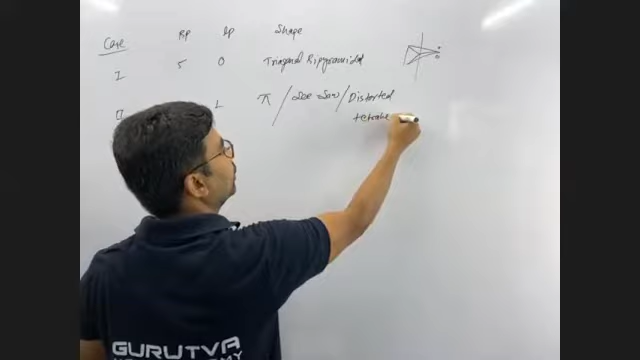 Case BP LP Shape
I 5 0 Trigonal Bipyramidal
II 1 π / See-Saw / Distorted
tetrahe
GURUTVA